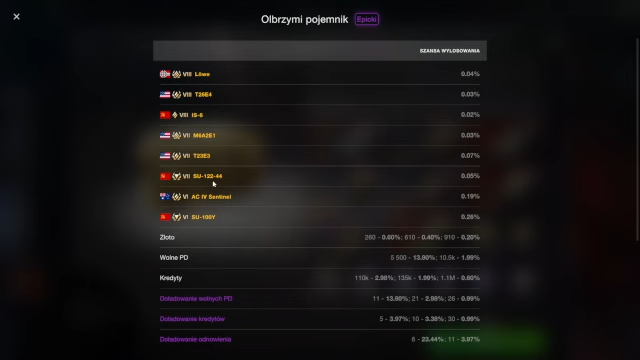 Olbrzymi pojemnik Epicki
SZANSA WYLOSOWANIA
VIII Löwe 0.04%
VIII T26E4 0.03%
VIII IS-6 0.02%
VII M6A2E1 0.03%
VII T23E3 0.07%
VII SU-122-44 0.05%
VI AC IV Sentinel 0.19%
VI SU-100Y 0.26%
Złoto 260 - 0.60%; 610 - 0.40%; 910 - 0.20%
Wolne PD 5 500 - 13.90%; 10.5k - 1.99%
Kredyty 110k - 2.98%; 135k - 1.99%; 1.1M - 0.60%
Doładowanie wolnych PD 11 - 13.90%; 21 - 2.98%; 26 - 0.99%
Doładowanie kredytów 5 - 3.97%; 10 - 3.38%; 30 - 0.99%
Doładowanie odnowienia 6 - 23.44%; 11 - 3.97%